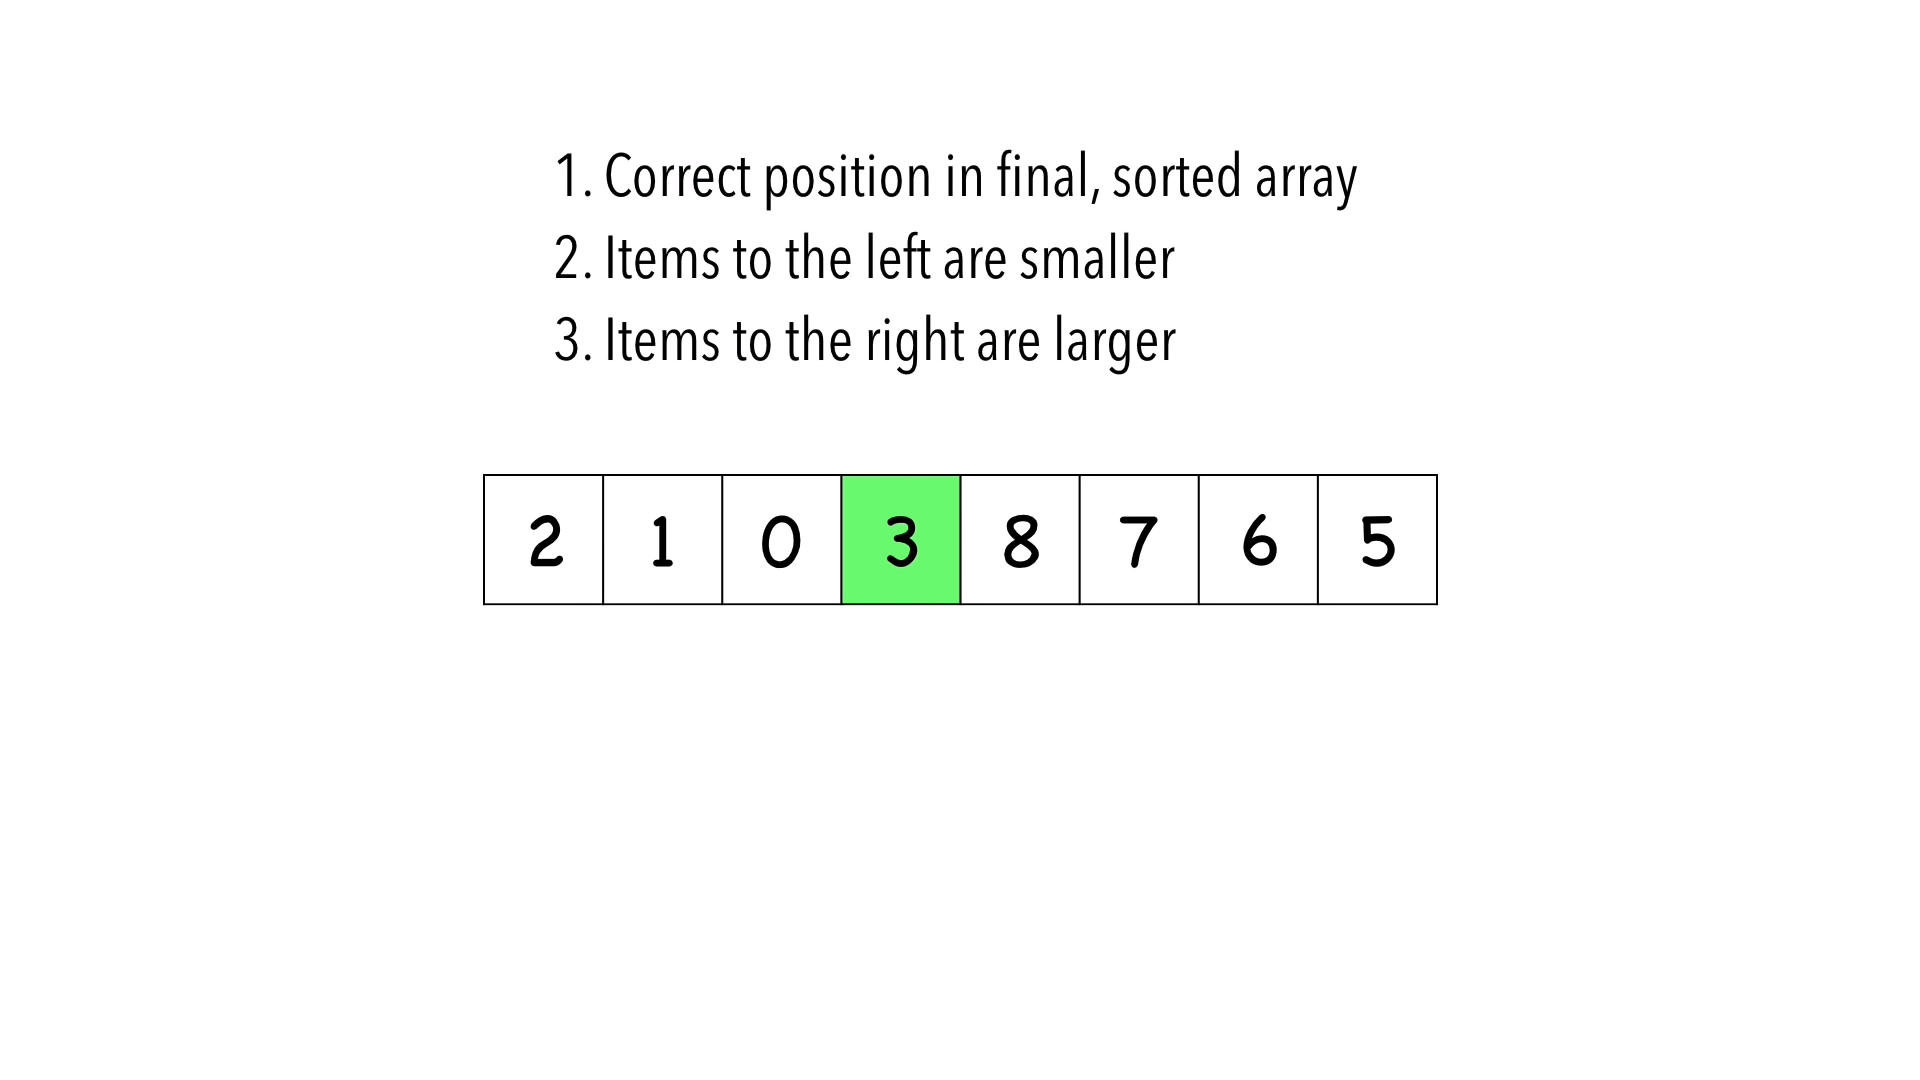 1. Correct position in final, sorted array
2. Items to the left are smaller
3. Items to the right are larger
2 1 0 3 8 7 6 5